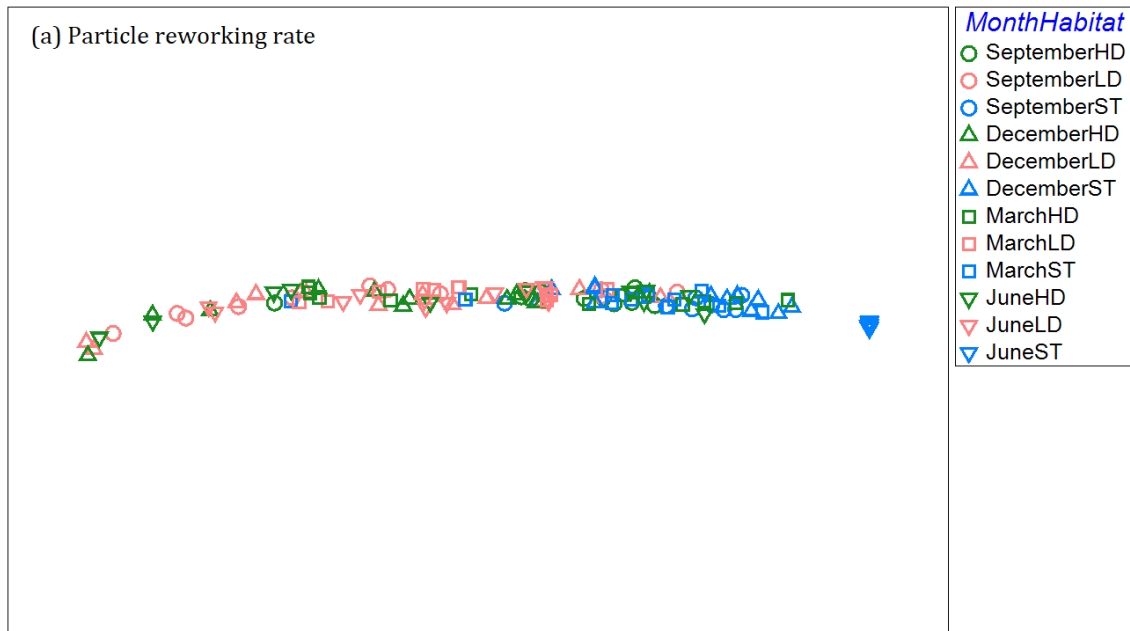 (a) Particle reworking rate
MonthHabitat
SeptemberHD
SeptemberLD
SeptemberST
DecemberHD
DecemberLD
DecemberST
MarchHD
MarchLD
MarchST
JuneHD
JuneLD
JuneST